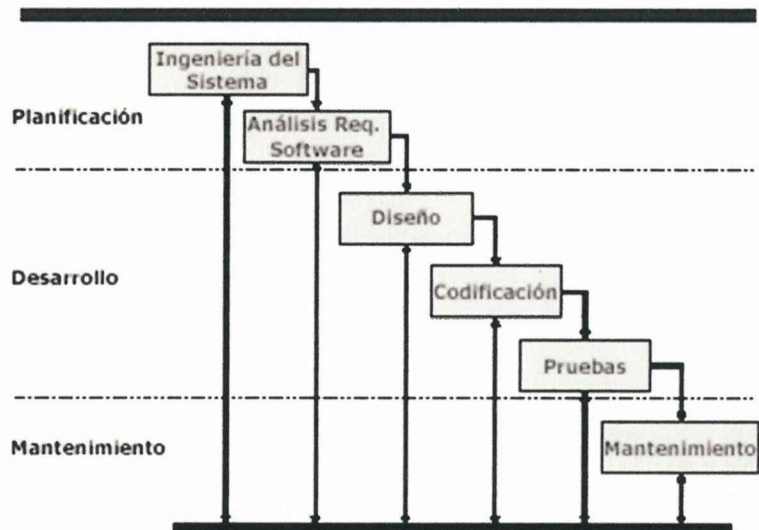 Ingeniería del
Sistema
Planificación
Análisis Req.
Software
Diseño
Desarrollo
Codificación
Pruebas
Mantenimiento
Mantenimiento